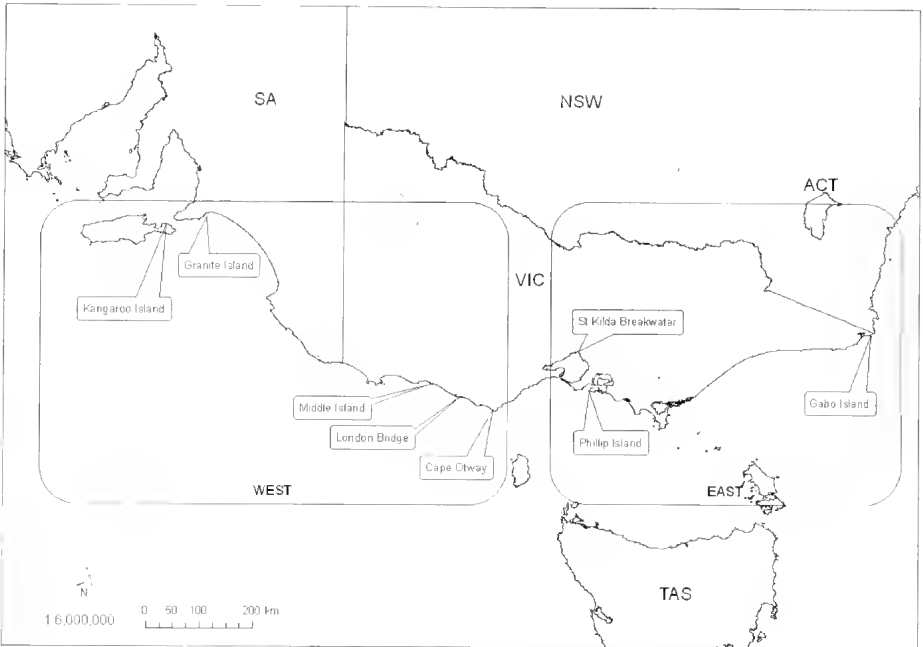 SA
NSW
ACT
Granite Island
VIC
Kangaroo Island
St Kilda Breakwater
Middle Island
Gabo Island
London Bridge
Phillip Island
Cape Otway
WEST
EAST
N
TAS
0 50 100 200 km
1:6,000,000